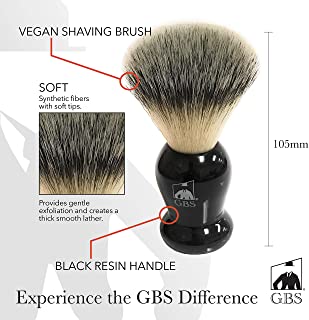 VEGAN SHAVING BRUSH
SOFT
Synthetic fibers
with soft tips.
105mm
GBS
Provides gentle
exfoliation and creates a
thick smooth lather.
BLACK RESIN HANDLE
Experience the GBS Difference
GBS